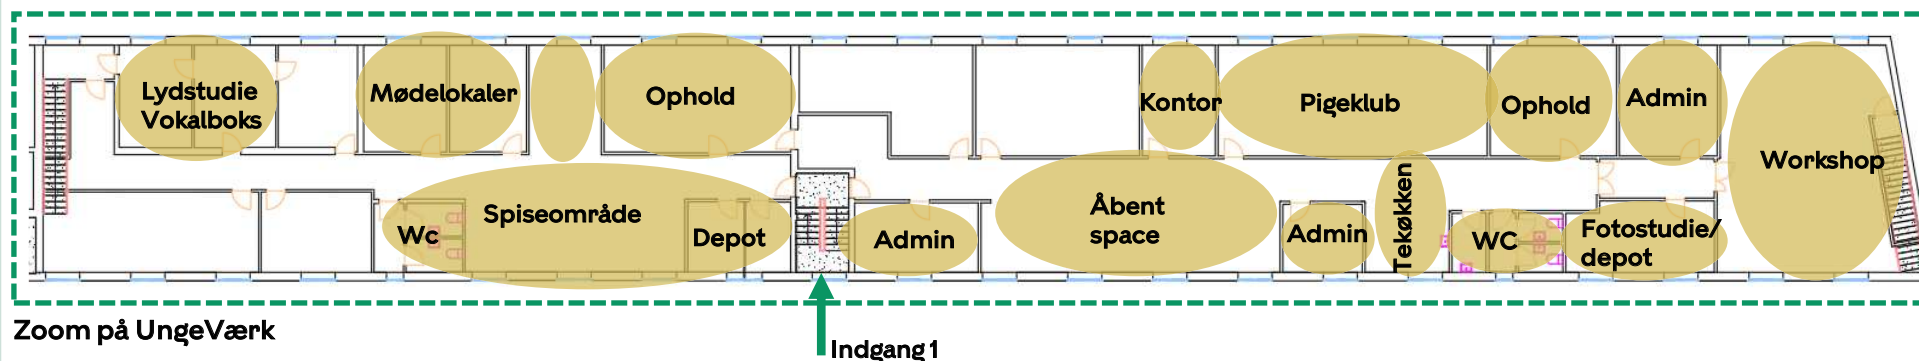 Lydstudie
Vokalboks
Mødelokaler
Ophold
Kontor
Pigeklub
Ophold
Admin
Workshop
Wc
Spiseområde
Depot
Admin
Åbent
space
Admin
Tekøkken
WC
Fotostudie/
depot
Zoom på UngeVærk
Indgang 1